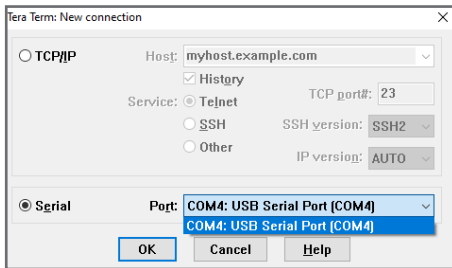 Tera Term: New connection
TCP/IP
Host: myhost.example.com
History
Service: Telnet
TCP port#: 23
SSH
SSH version: SSH2
Other
IP version: AUTO
Serial
Port: COM4: USB Serial Port (COM4)
COM4: USB Serial Port (COM4)
OK Cancel Help